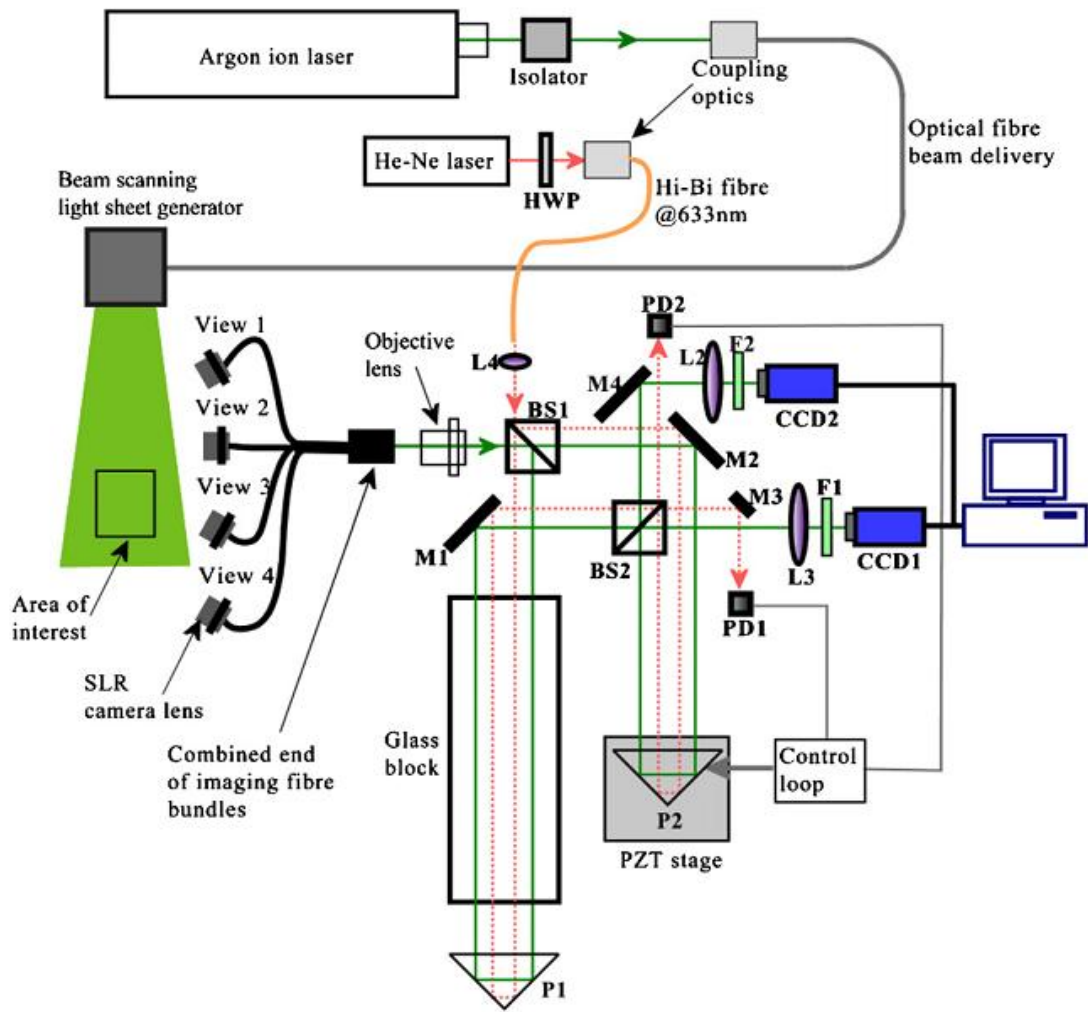 Argon ion laser
Isolator
Coupling
optics
Optical fibre
beam delivery
He-Ne laser
HWP
Hi-Bi fibre
@633nm
Beam scanning
light sheet generator
View 1
View 2
View 3
View 4
Objective
lens
L4
BS1
PD2
M4
L2
F2
CCD2
M2
M3
F1
M1
BS2
L3
CCD1
PD1
Area of
interest
SLR
camera lens
Combined end
of imaging fibre
bundles
Glass
block
Control
loop
P2
PZT stage
P1